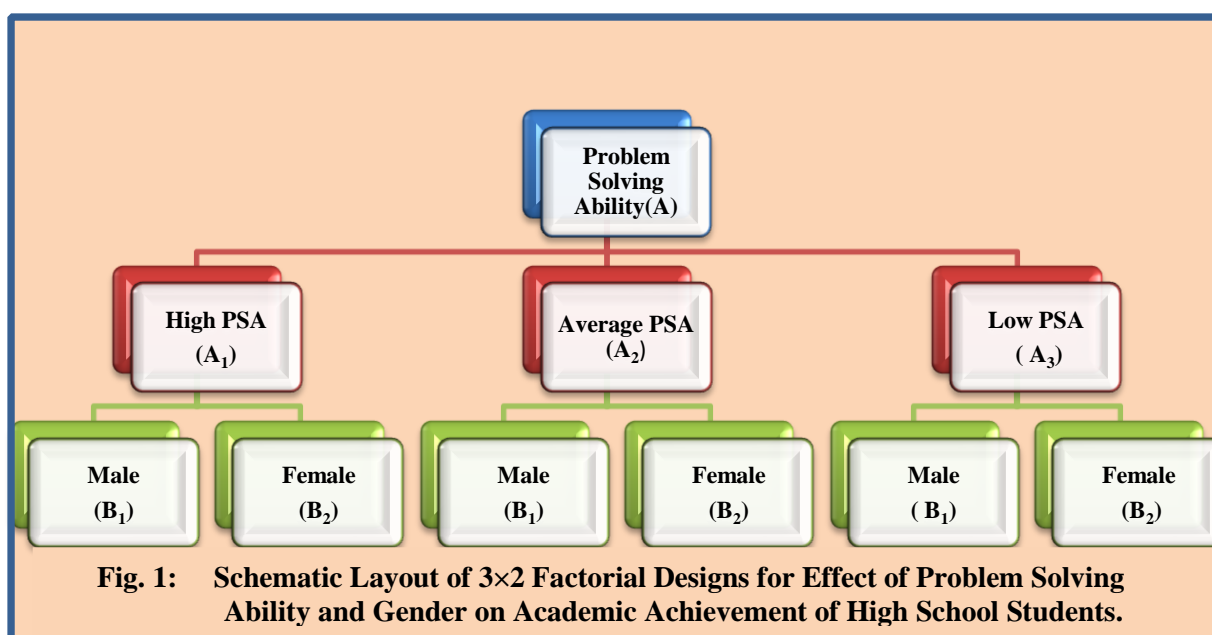 Problem
Solving
Ability(A)
High PSA
(A₁)
Average PSA
(A₂)
Low PSA
( A₃)
Male
(B₁)
Female
(B₂)
Male
(B₁)
Female
(B₂)
Male
( B₁)
Female
(B₂)
Fig. 1: Schematic Layout of 3×2 Factorial Designs for Effect of Problem Solving
Ability and Gender on Academic Achievement of High School Students.